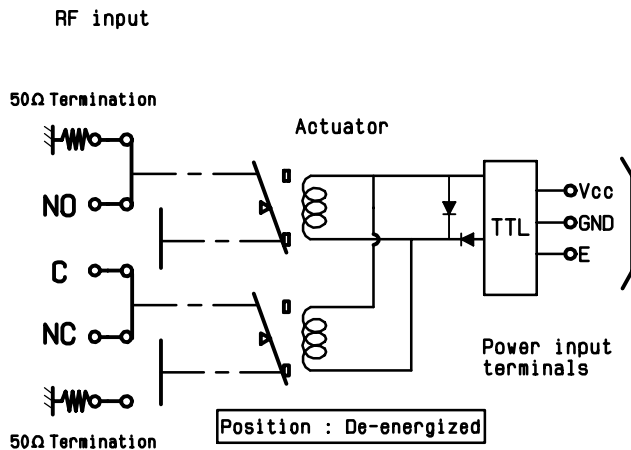 RF input
50Ω Termination
Actuator
NO
C
NC
TTL
Vcc
GND
E
Power input
terminals
Position : De-energized
50Ω Termination